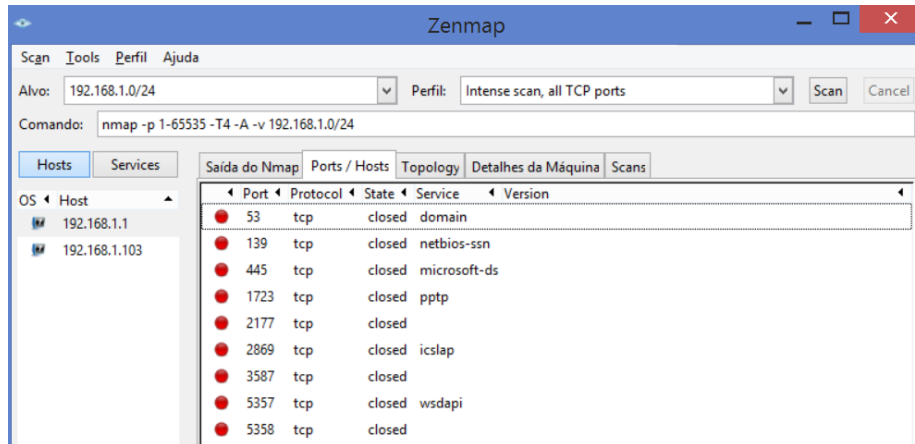 Zenmap
Scan Tools Perfil Ajuda
Alvo: 192.168.1.0/24 Perfil: Intense scan, all TCP ports Scan Cancel
Comando: nmap -p 1-65535 -T4 -A -v 192.168.1.0/24
Hosts Services Saída do Nmap Ports / Hosts Topology Detalhes da Máquina Scans
OS Host Port Protocol State Service Version
192.168.1.1 53 tcp closed domain
192.168.1.103 139 tcp closed netbios-ssn
445 tcp closed microsoft-ds
1723 tcp closed pptp
2177 tcp closed
2869 tcp closed icslap
3587 tcp closed
5357 tcp closed wsdapi
5358 tcp closed